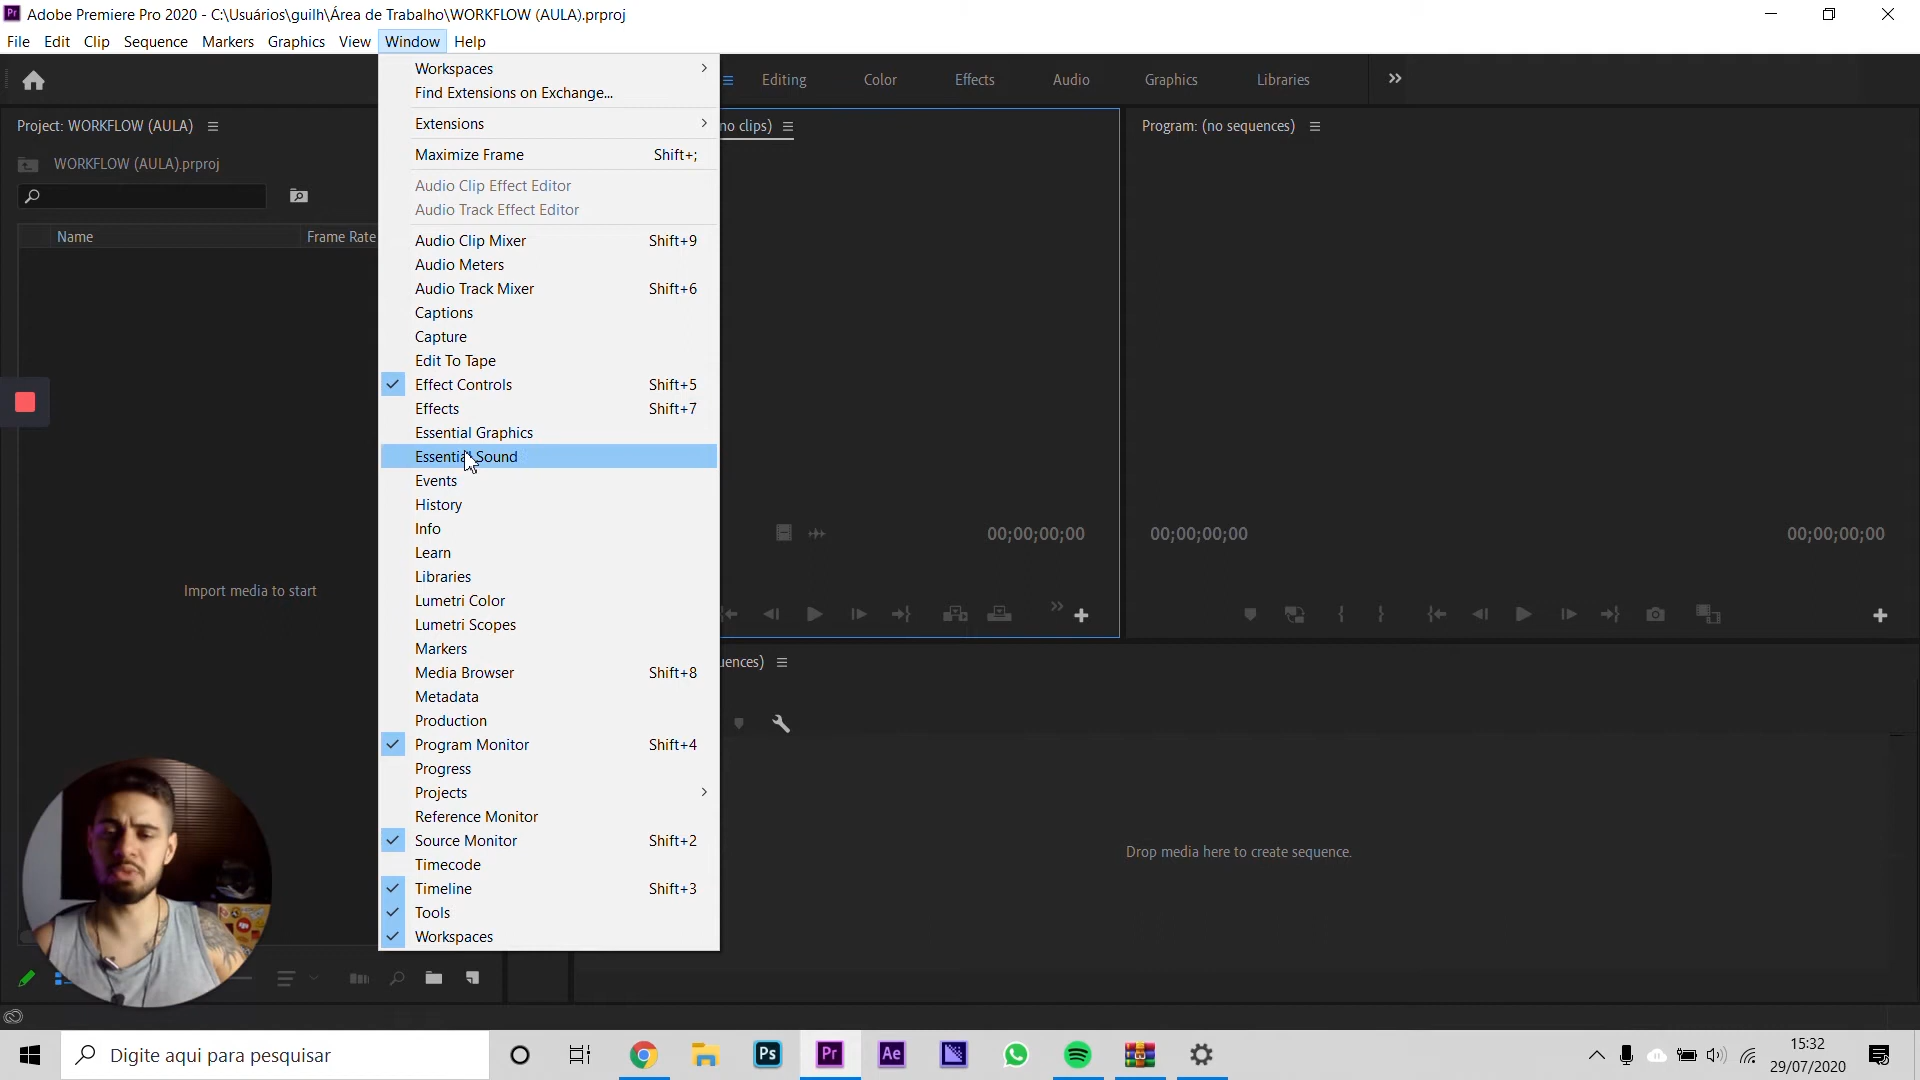 Adobe Premiere Pro 2020 - C:\Usuários\guilh\Área de Trabalho\WORKFLOW (AULA).prproj
File Edit Clip Sequence Markers Graphics View Window Help
Editing Color Effects Audio Graphics Libraries
Project: WORKFLOW (AULA)
WORKFLOW (AULA).prproj
Name Frame Rate
Import media to start
Workspaces
Find Extensions on Exchange...
Extensions
Maximize Frame Shift+;
Audio Clip Effect Editor
Audio Track Effect Editor
Audio Clip Mixer Shift+9
Audio Meters
Audio Track Mixer Shift+6
Captions
Capture
Edit To Tape
Effect Controls Shift+5
Effects Shift+7
Essential Graphics
Essential Sound
Events
History
Info
Learn
Libraries
Lumetri Color
Lumetri Scopes
Markers
Media Browser Shift+8
Metadata
Production
Program Monitor Shift+4
Progress
Projects
Reference Monitor
Source Monitor Shift+2
Timecode
Timeline Shift+3
Tools
Workspaces
no clips)
00;00;00;00
Program: (no sequences)
00;00;00;00 00;00;00;00
uences)
Drop media here to create sequence.
Digite aqui para pesquisar
Ps
Pr
Ae
15:32
29/07/2020